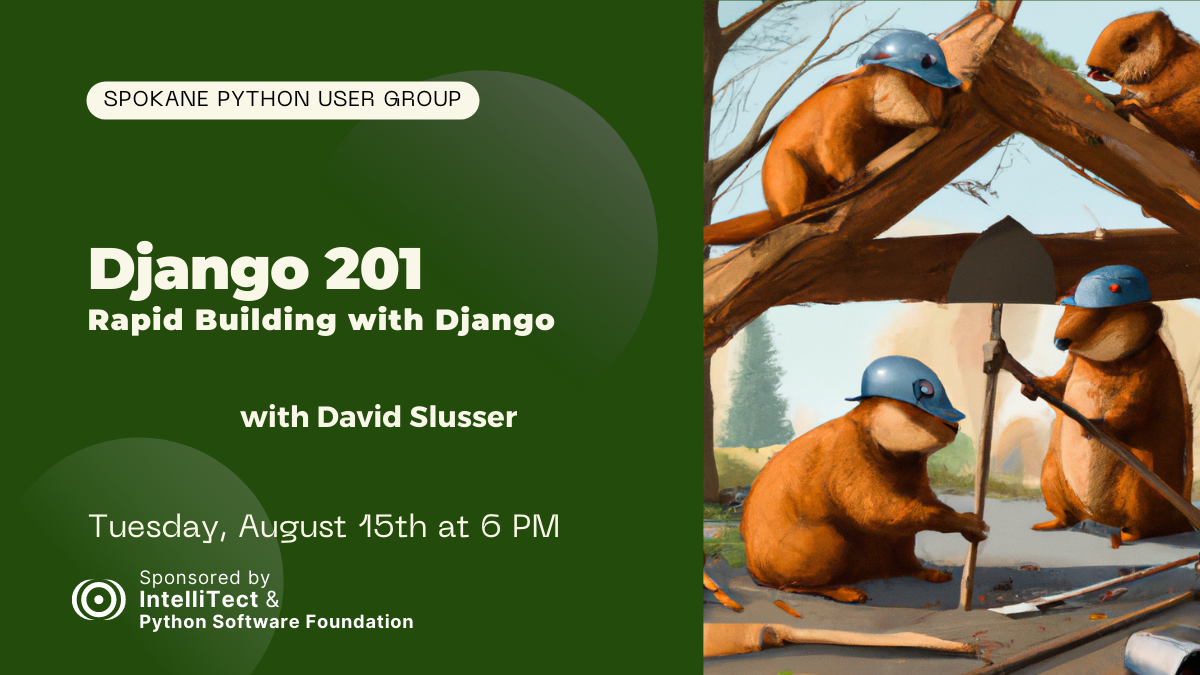 SPOKANE PYTHON USER GROUP
Django 201
Rapid Building with Django
with David Slusser
Tuesday, August 15th at 6 PM
Sponsored by
IntelliTect &
Python Software Foundation